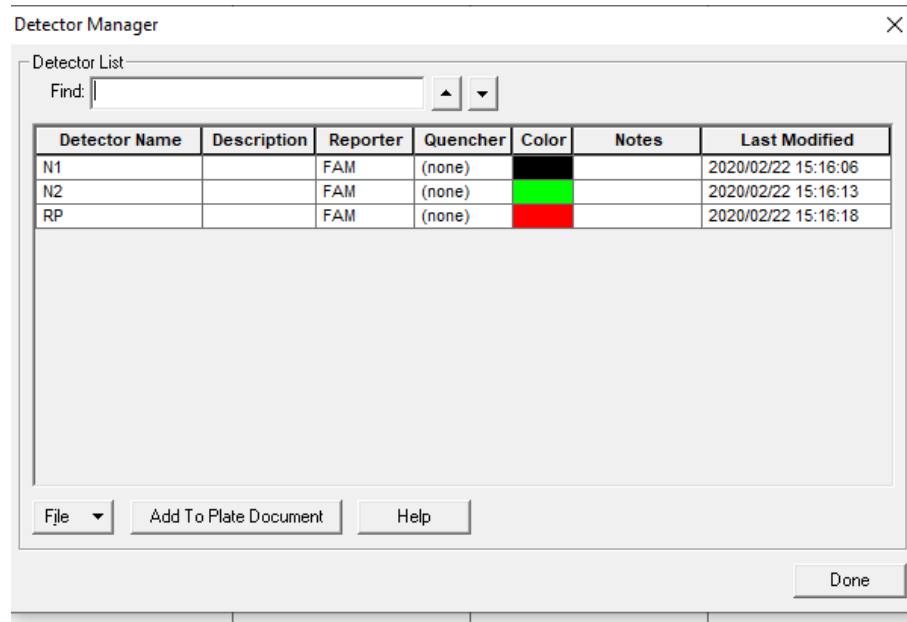 Detector Manager
Detector List
Find:
Detector Name Description Reporter Quencher Color Notes Last Modified
N1 FAM (none) 2020/02/22 15:16:06
N2 FAM (none) 2020/02/22 15:16:13
RP FAM (none) 2020/02/22 15:16:18
File Add To Plate Document Help
Done